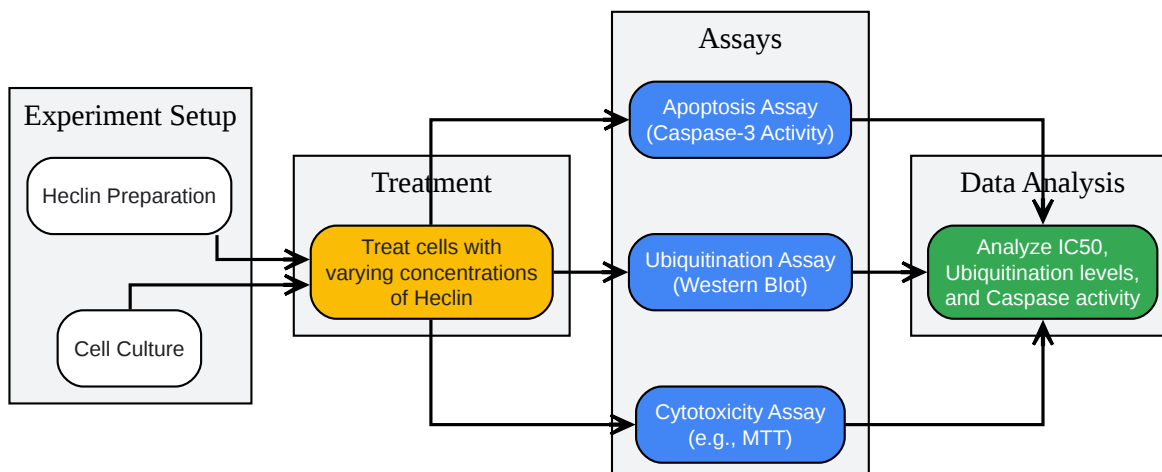 Experiment Setup
Heclin Preparation
Cell Culture
Treatment
Treat cells with
varying concentrations
of Heclin
Assays
Apoptosis Assay
(Caspase-3 Activity)
Ubiquitination Assay
(Western Blot)
Cytotoxicity Assay
(e.g., MTT)
Data Analysis
Analyze IC50,
Ubiquitination levels,
and Caspase activity